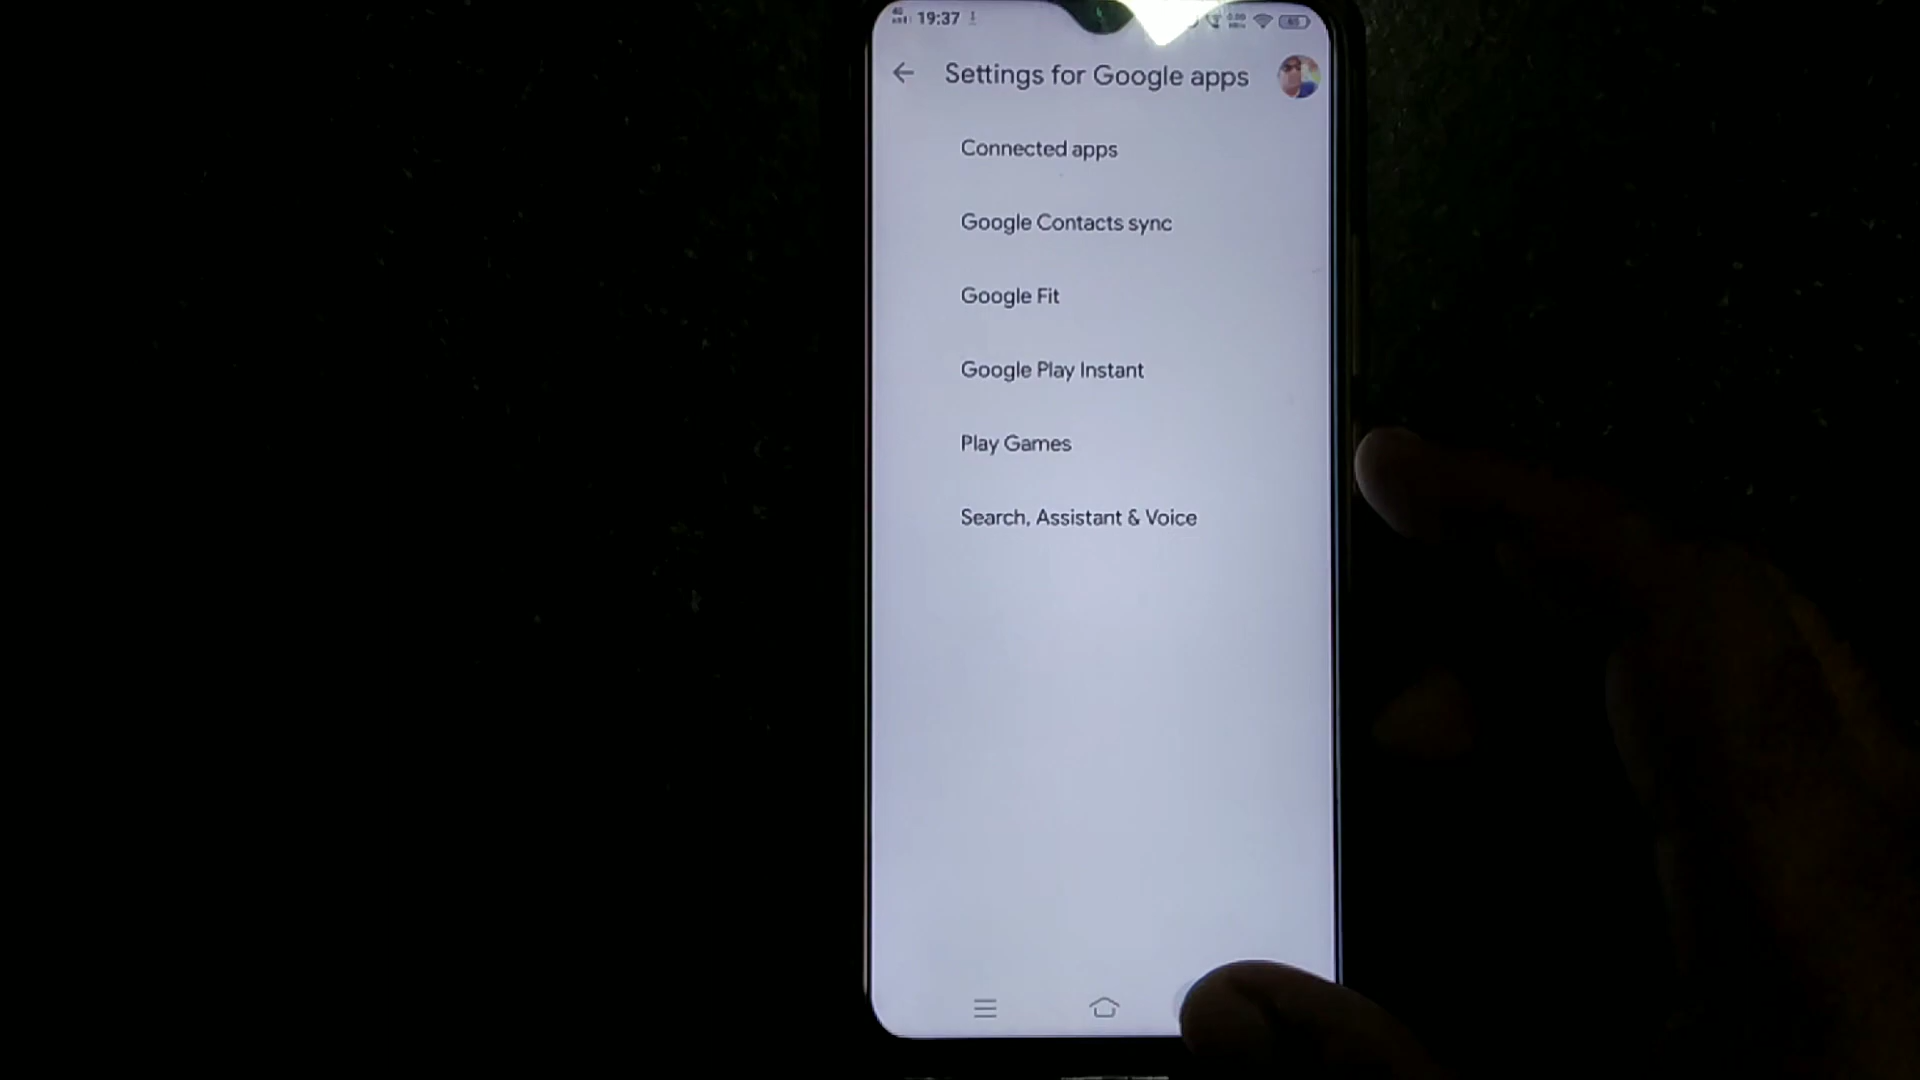 19:37
Settings for Google apps
Connected apps
Google Contacts sync
Google Fit
Google Play Instant
Play Games
Search, Assistant & Voice